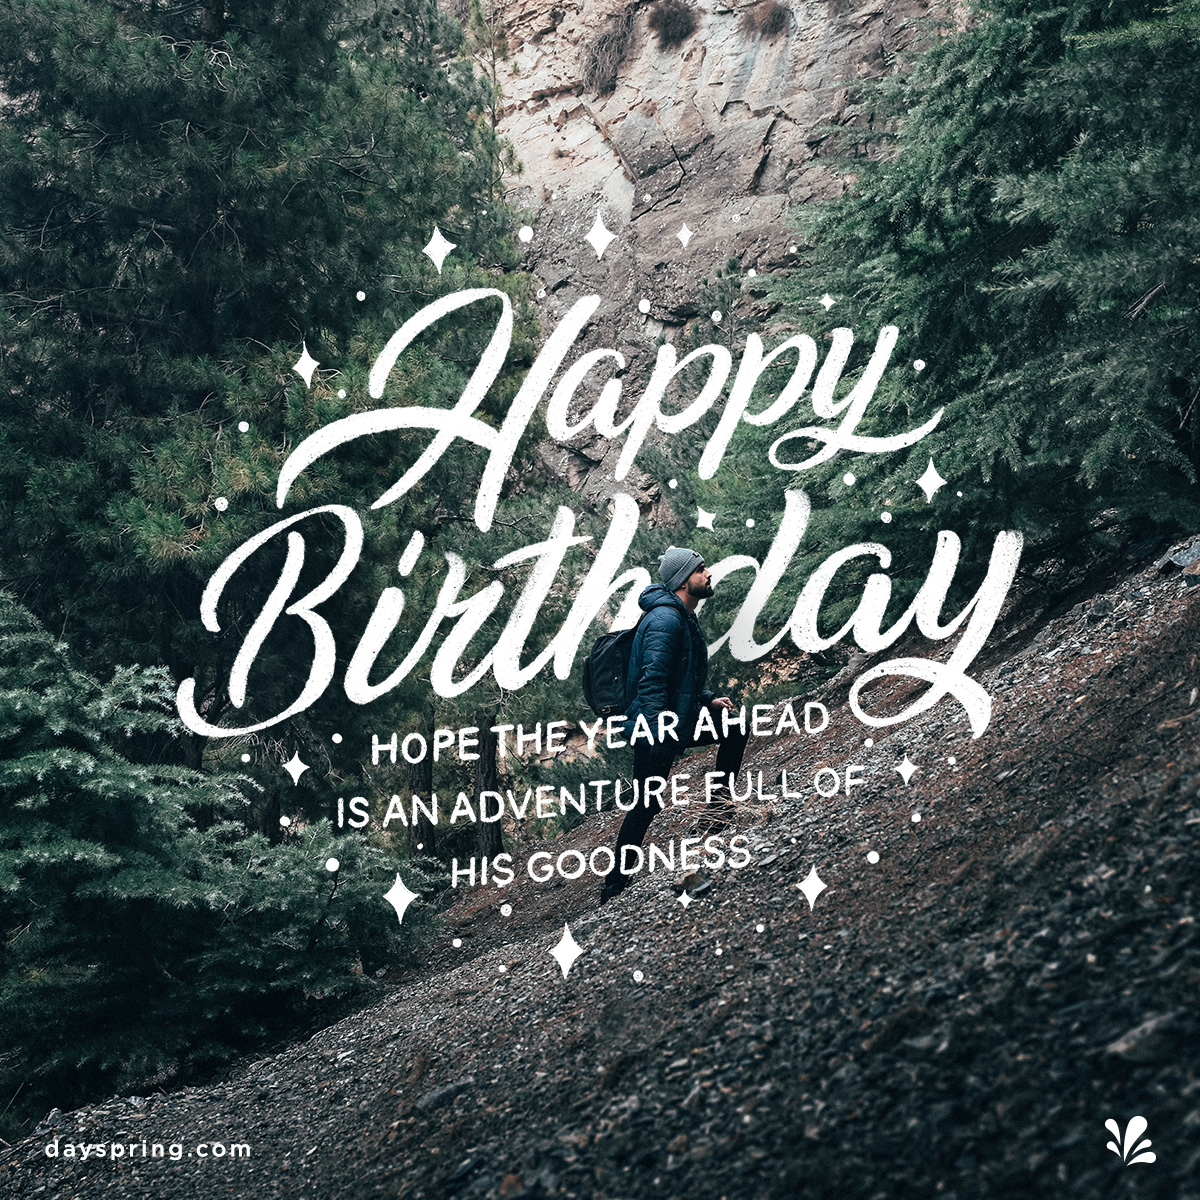 Happy
Birthday
HOPE THE YEAR AHEAD
IS AN ADVENTURE FULL OF
HIS GOODNESS
dayspring.com